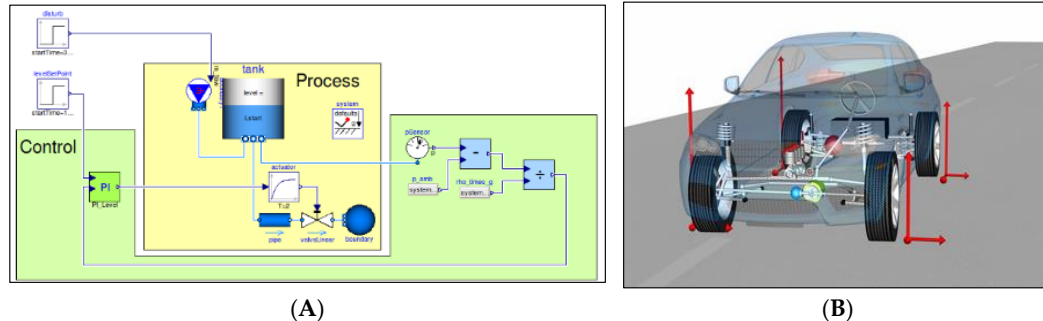 disturb
startTime=3...
levelSetPoint
startTime=1...
Control
PI
PI_Level
Process
tank
level =
l.start
system
defaults
g
actuator
T=2
pipe
valveLinear
boundary
pSensor
p
-
÷
p_amb
system...
rho_times_g
system...
(A)
(B)